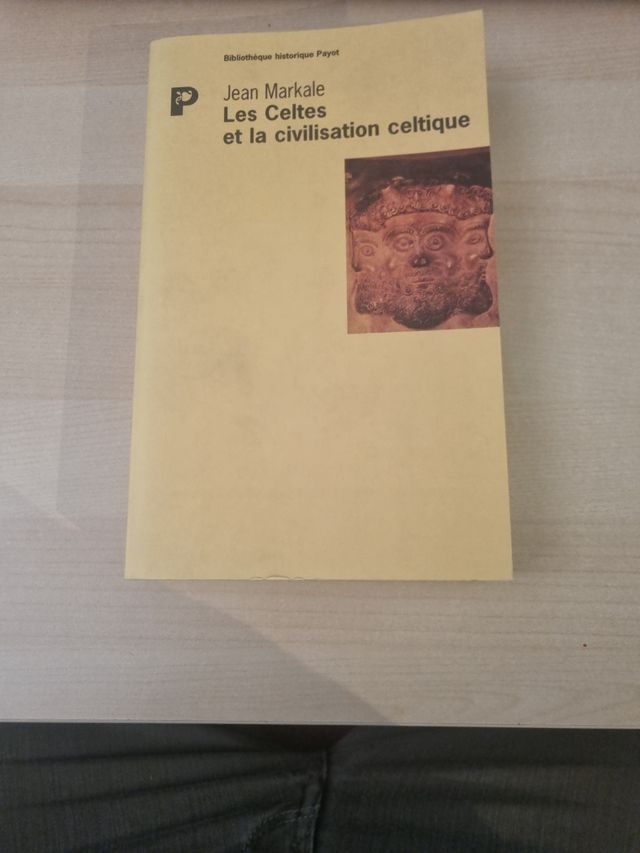 Bibliothèque historique Payot
P
Jean Markale
Les Celtes
et la civilisation celtique